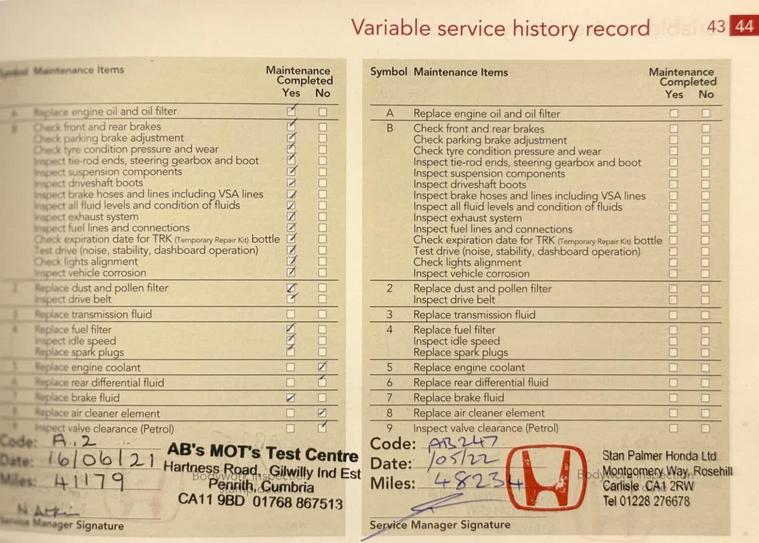 Variable service history record 43 44
Symbol Maintenance Items Maintenance Completed
Yes No
A Replace engine oil and oil filter
B Check front and rear brakes
Check parking brake adjustment
Check tyre condition pressure and wear
Inspect tie-rod ends, steering gearbox and boot
Inspect suspension components
Inspect driveshaft boots
Inspect brake hoses and lines including VSA lines
Inspect all fluid levels and condition of fluids
Inspect exhaust system
Inspect fuel lines and connections
Check expiration date for TRK (Temporary Repair Kit) bottle
Test drive (noise, stability, dashboard operation)
Check lights alignment
Inspect vehicle corrosion
2 Replace dust and pollen filter
Inspect drive belt
3 Replace transmission fluid
4 Replace fuel filter
Inspect idle speed
Replace spark plugs
5 Replace engine coolant
6 Replace rear differential fluid
7 Replace brake fluid
8 Replace air cleaner element
9 Inspect valve clearance (Petrol)
Code: A.2
Date: 16/06/21
Miles: 41179
AB's MOT's Test Centre
Hartness Road, Gilwilly Ind Est
Penrith, Cumbria
CA11 9BD 01768 867513
Service Manager Signature
Symbol Maintenance Items Maintenance Completed
Yes No
A Replace engine oil and oil filter
B Check front and rear brakes
Check parking brake adjustment
Check tyre condition pressure and wear
Inspect tie-rod ends, steering gearbox and boot
Inspect suspension components
Inspect driveshaft boots
Inspect brake hoses and lines including VSA lines
Inspect all fluid levels and condition of fluids
Inspect exhaust system
Inspect fuel lines and connections
Check expiration date for TRK (Temporary Repair Kit) bottle
Test drive (noise, stability, dashboard operation)
Check lights alignment
Inspect vehicle corrosion
2 Replace dust and pollen filter
Inspect drive belt
3 Replace transmission fluid
4 Replace fuel filter
Inspect idle speed
Replace spark plugs
5 Replace engine coolant
6 Replace rear differential fluid
7 Replace brake fluid
8 Replace air cleaner element
9 Inspect valve clearance (Petrol)
Code: AB247
Date: /05/22
Miles: 48234
Stan Palmer Honda Ltd
Montgomery Way, Rosehill
Carlisle CA1 2RW
Tel 01228 276678
Service Manager Signature